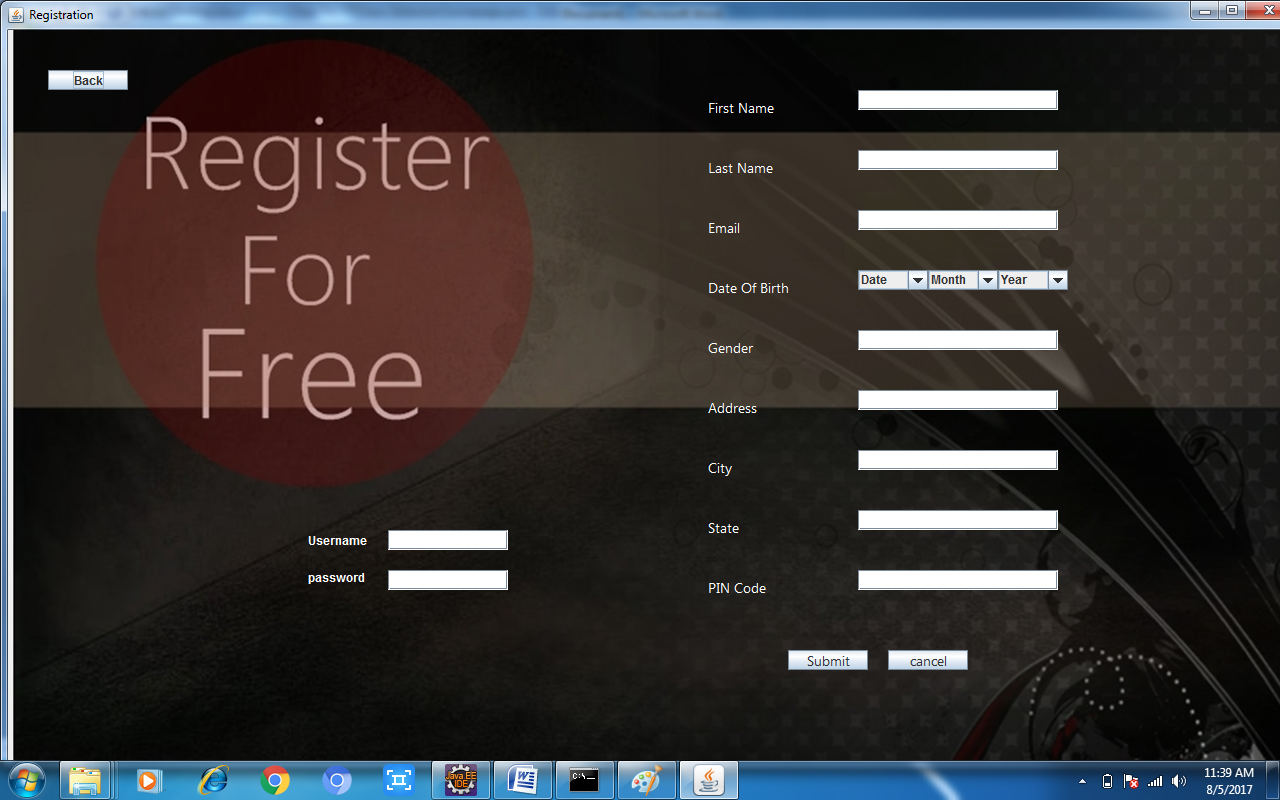 Registration
Back
Register
For
Free
Username
password
First Name
Last Name
Email
Date Of Birth
Date Month Year
Gender
Address
City
State
PIN Code
Submit cancel
Java EE
IDE
C:\_
11:39 AM
8/5/2017